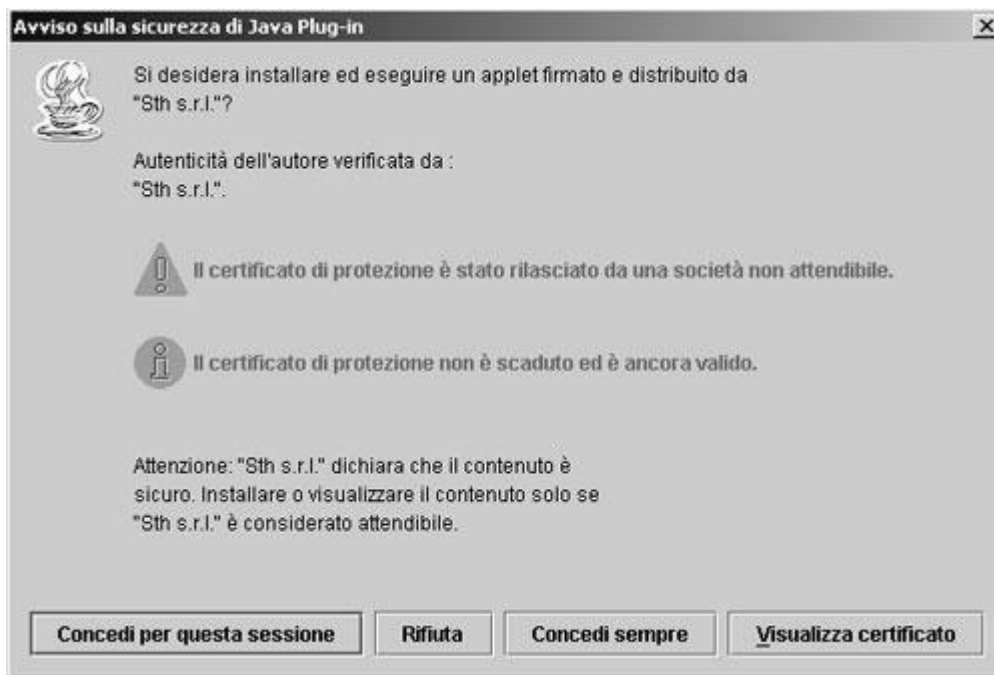 Avviso sulla sicurezza di Java Plug-in
Si desidera installare ed eseguire un applet firmato e distribuito da
"Sth s.r.l."?
Autenticità dell'autore verificata da :
"Sth s.r.l.".
Il certificato di protezione è stato rilasciato da una società non attendibile.
Il certificato di protezione non è scaduto ed è ancora valido.
Attenzione: "Sth s.r.l." dichiara che il contenuto è
sicuro. Installare o visualizzare il contenuto solo se
"Sth s.r.l." è considerato attendibile.
Concedi per questa sessione
Rifiuta
Concedi sempre
Visualizza certificato